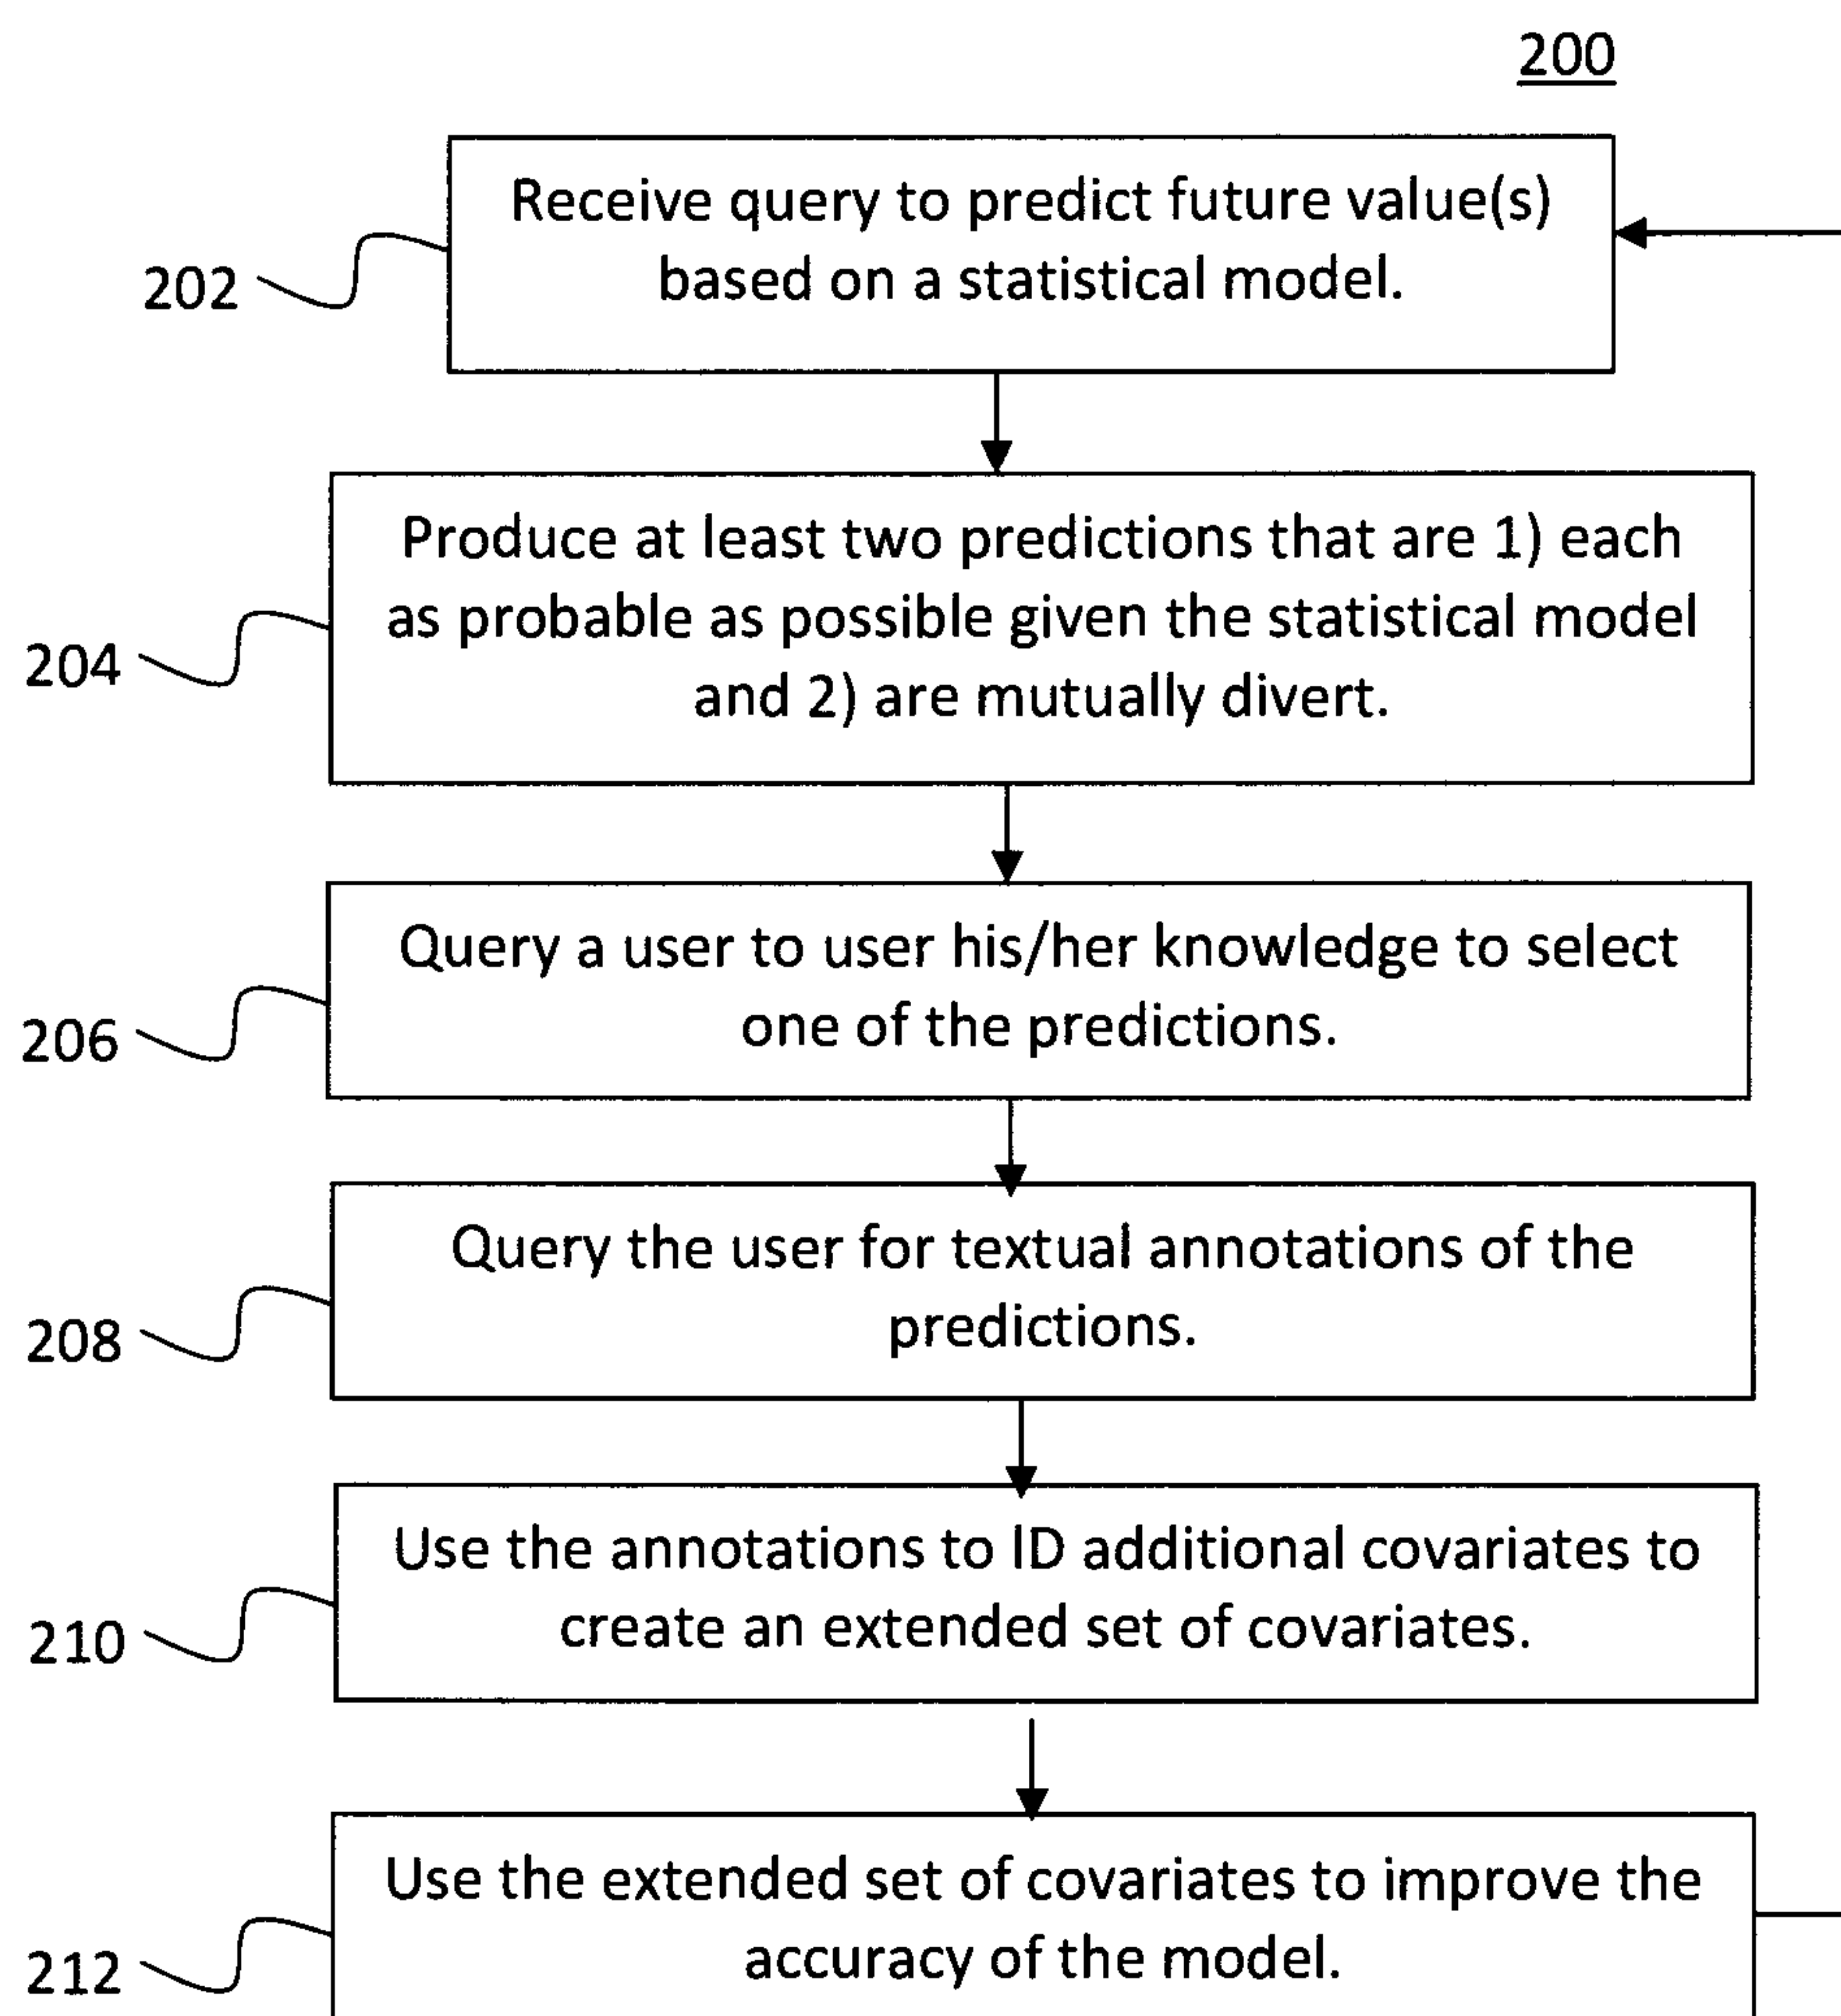 200
Receive query to predict future value(s)
based on a statistical model.
202
Produce at least two predictions that are 1) each
as probable as possible given the statistical model
and 2) are mutually divert.
204
Query a user to user his/her knowledge to select
one of the predictions.
206
Query the user for textual annotations of the
predictions.
208
Use the annotations to ID additional covariates to
create an extended set of covariates.
210
Use the extended set of covariates to improve the
accuracy of the model.
212